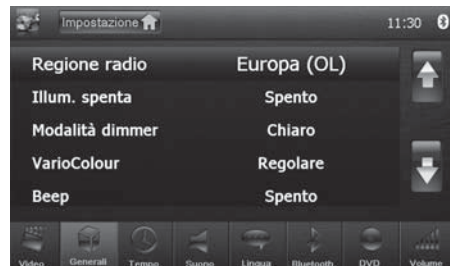 Impostazione
11:30
Regione radio Europa (OL)
Illum. spenta Spento
Modalità dimmer Chiaro
VarioColour Regolare
Beep Spento
Video Generali Tempo Suono Lingua Bluetooth DVD Volume